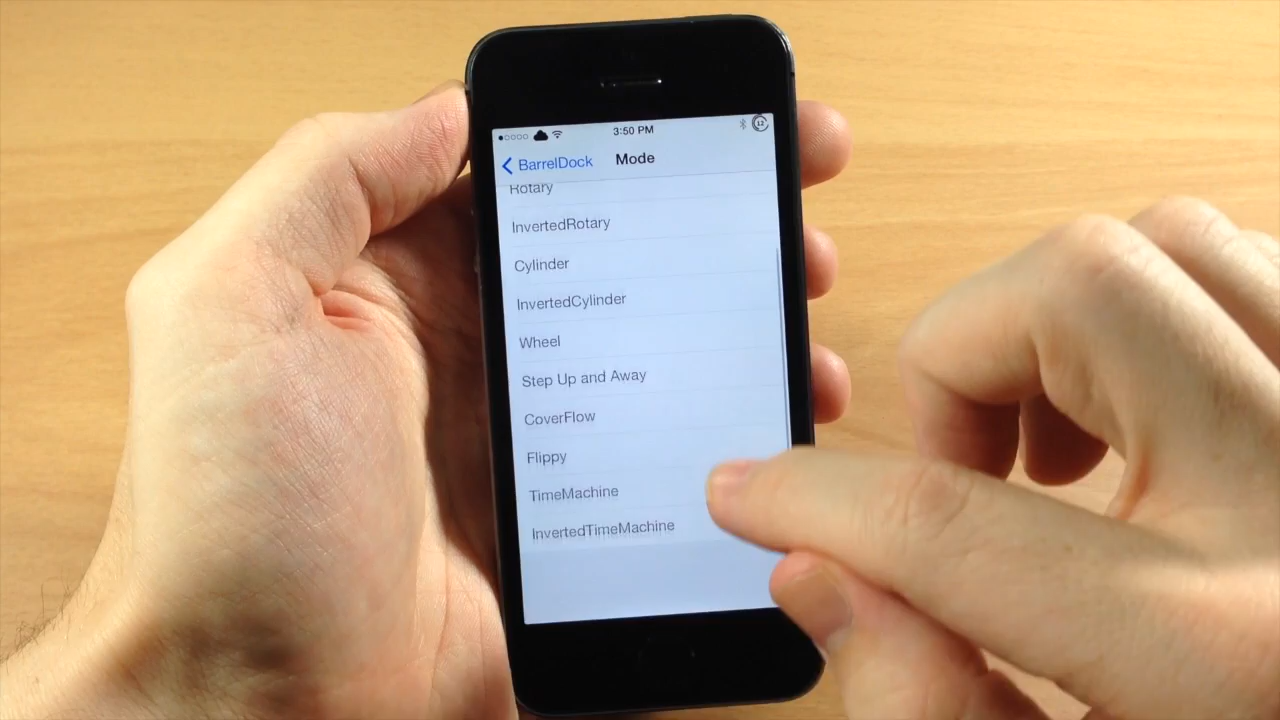 3:50 PM
BarrelDock Mode
Rotary
InvertedRotary
Cylinder
InvertedCylinder
Wheel
Step Up and Away
CoverFlow
Flippy
TimeMachine
InvertedTimeMachine